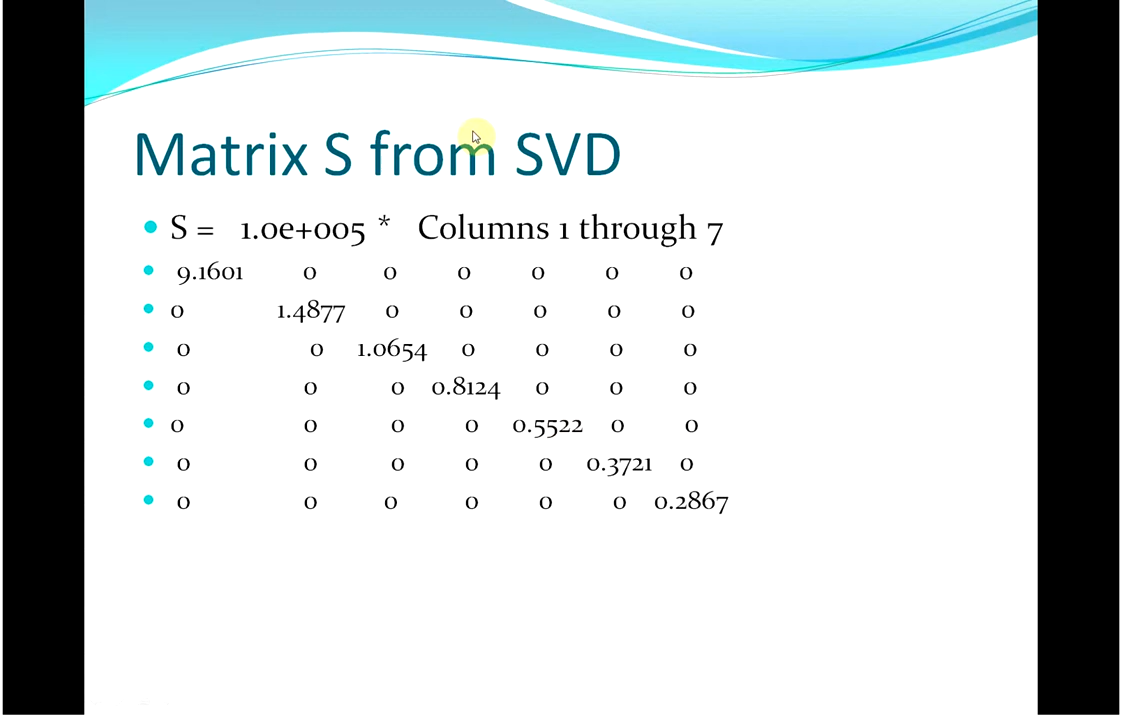 Matrix S from SVD
• S = 1.0e+005 * Columns 1 through 7
• 9.1601 0 0 0 0 0 0
• 0 1.4877 0 0 0 0 0
• 0 0 1.0654 0 0 0 0
• 0 0 0 0.8124 0 0 0
• 0 0 0 0 0.5522 0 0
• 0 0 0 0 0 0.3721 0
• 0 0 0 0 0 0 0.2867